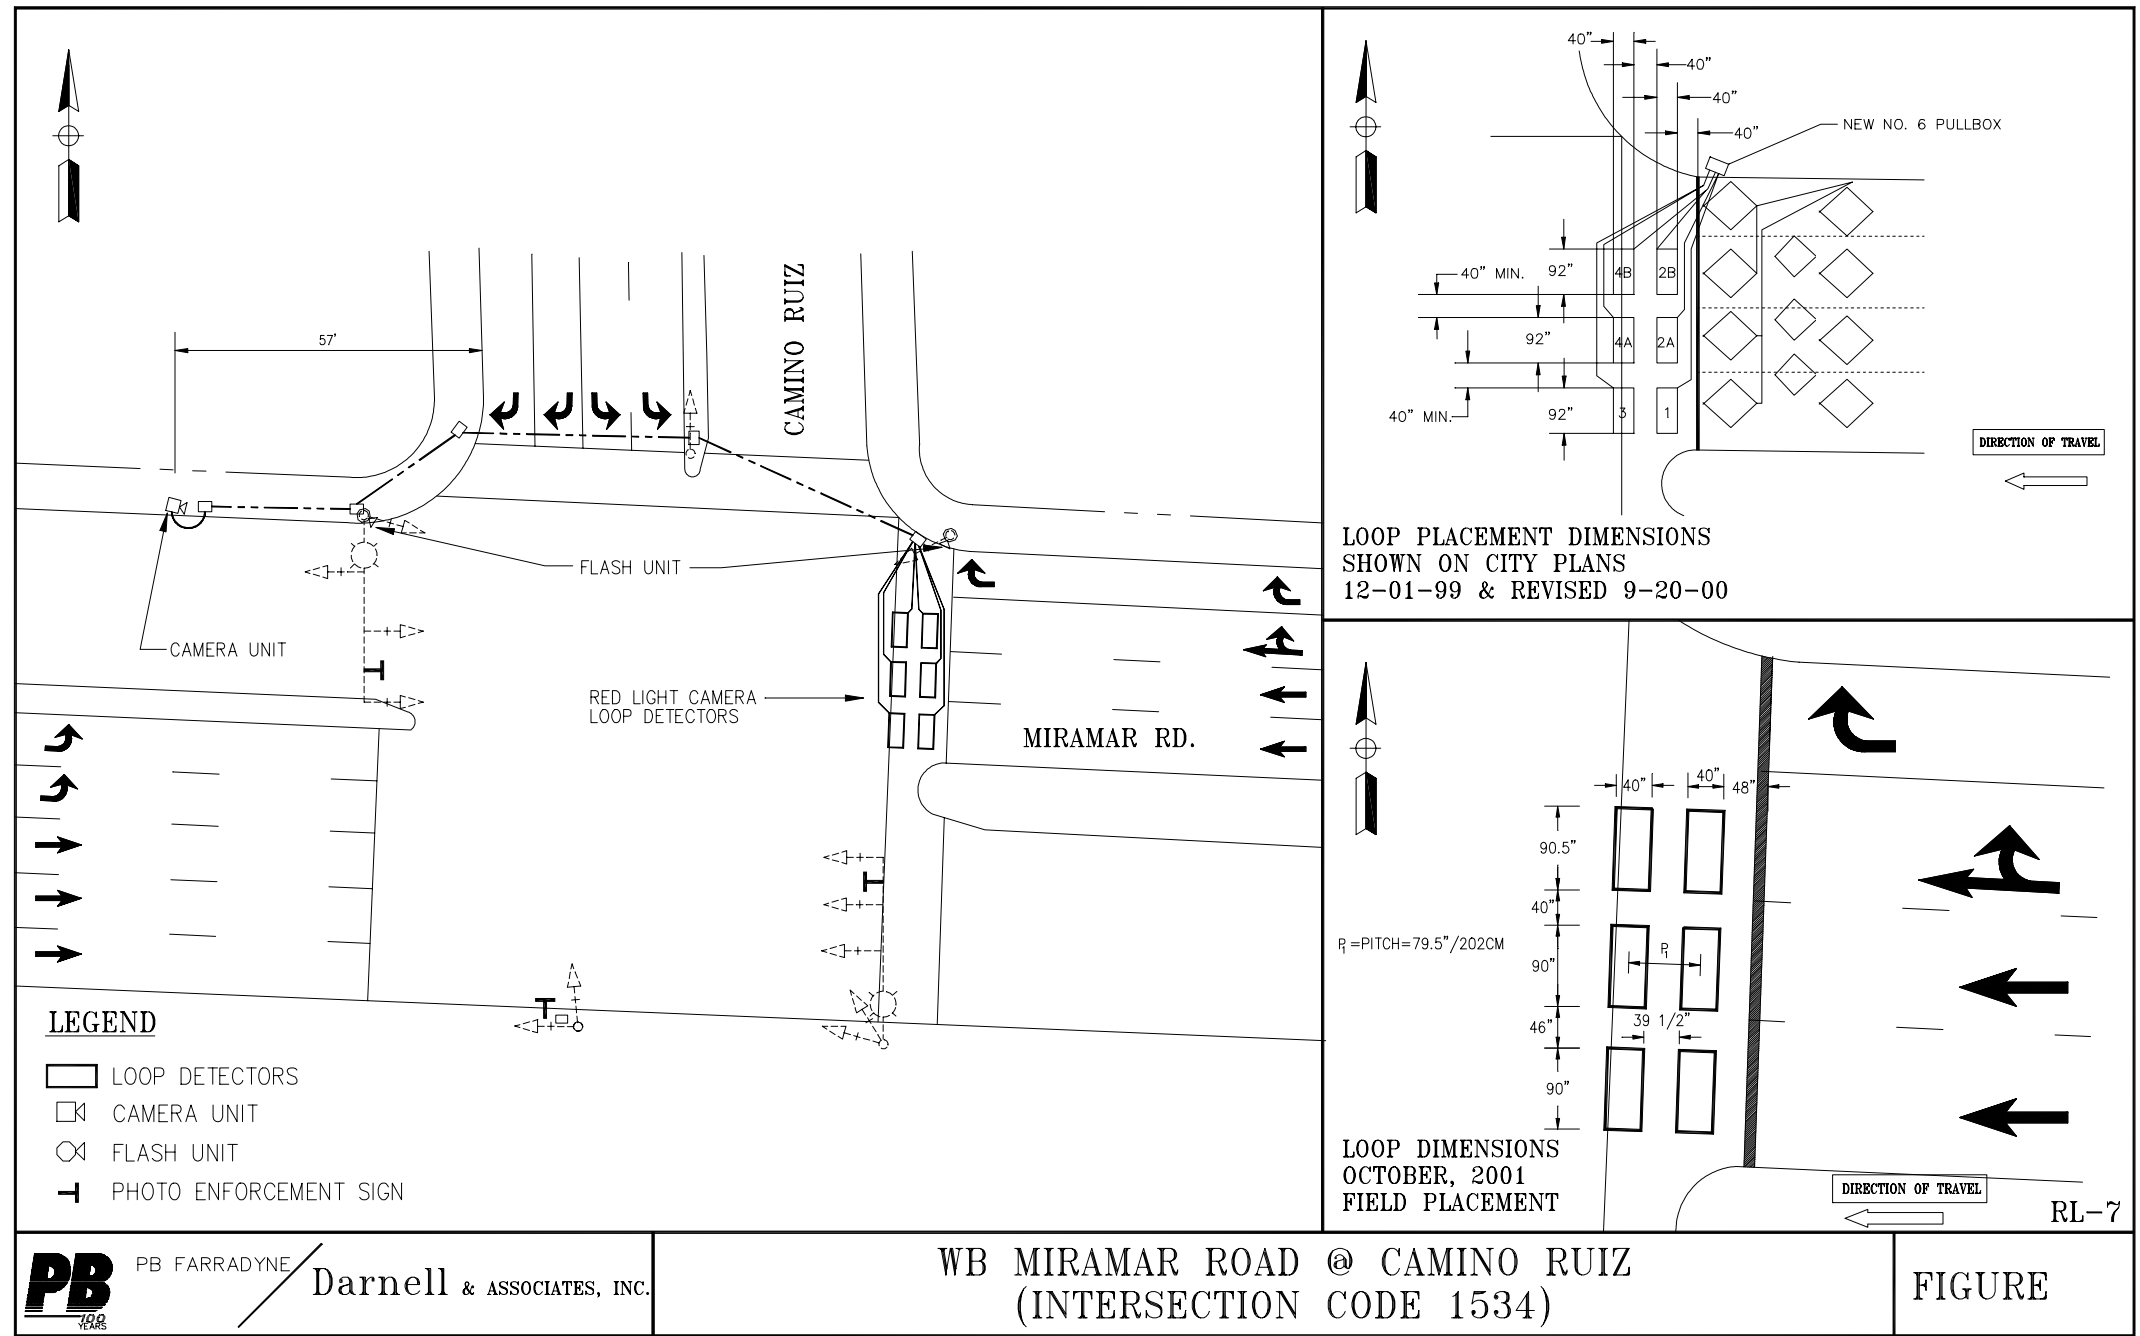 57'
CAMINO RUIZ
FLASH UNIT
CAMERA UNIT
RED LIGHT CAMERA
LOOP DETECTORS
MIRAMAR RD.
LEGEND
LOOP DETECTORS
CAMERA UNIT
FLASH UNIT
PHOTO ENFORCEMENT SIGN
40"
40"
40"
40"
NEW NO. 6 PULLBOX
40" MIN.
92"
4B
2B
92"
4A
2A
40" MIN.
92"
3
1
DIRECTION OF TRAVEL
LOOP PLACEMENT DIMENSIONS
SHOWN ON CITY PLANS
12-01-99 & REVISED 9-20-00
40"
40"
48"
90.5"
40"
P1=PITCH=79.5"/202CM
P1
90"
46"
39 1/2"
90"
LOOP DIMENSIONS
OCTOBER, 2001
FIELD PLACEMENT
DIRECTION OF TRAVEL
RL-7
PB
100
YEARS
PB FARRADYNE
Darnell & ASSOCIATES, INC.
WB MIRAMAR ROAD @ CAMINO RUIZ
(INTERSECTION CODE 1534)
FIGURE